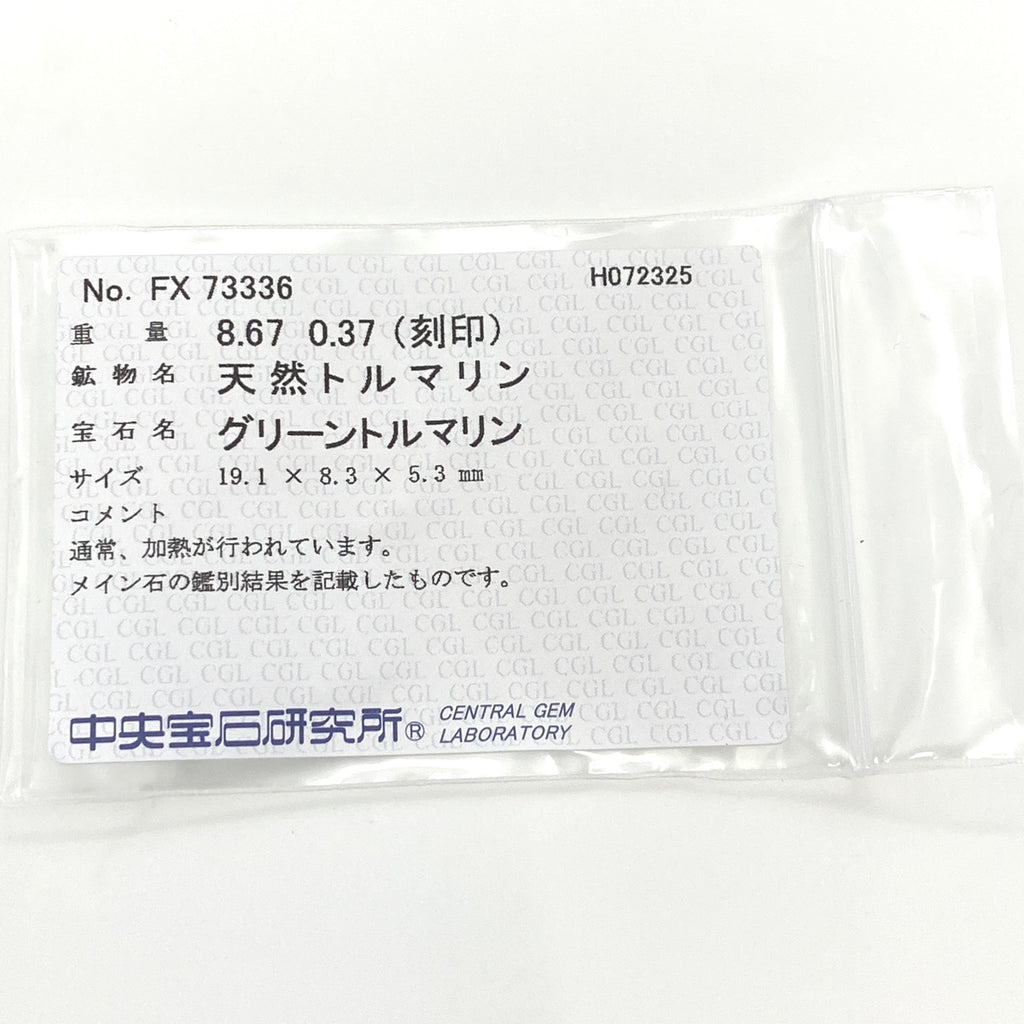 No. FX 73336 H072325
重量 8.67 0.37 (刻印)
鉱物名 天然トルマリン
宝石名 グリーントルマリン
サイズ 19.1 × 8.3 × 5.3 ㎜
コメント
通常、加熱が行われています。
メイン石の鑑別結果を記載したものです。
中央宝石研究所® CENTRAL GEM
LABORATORY